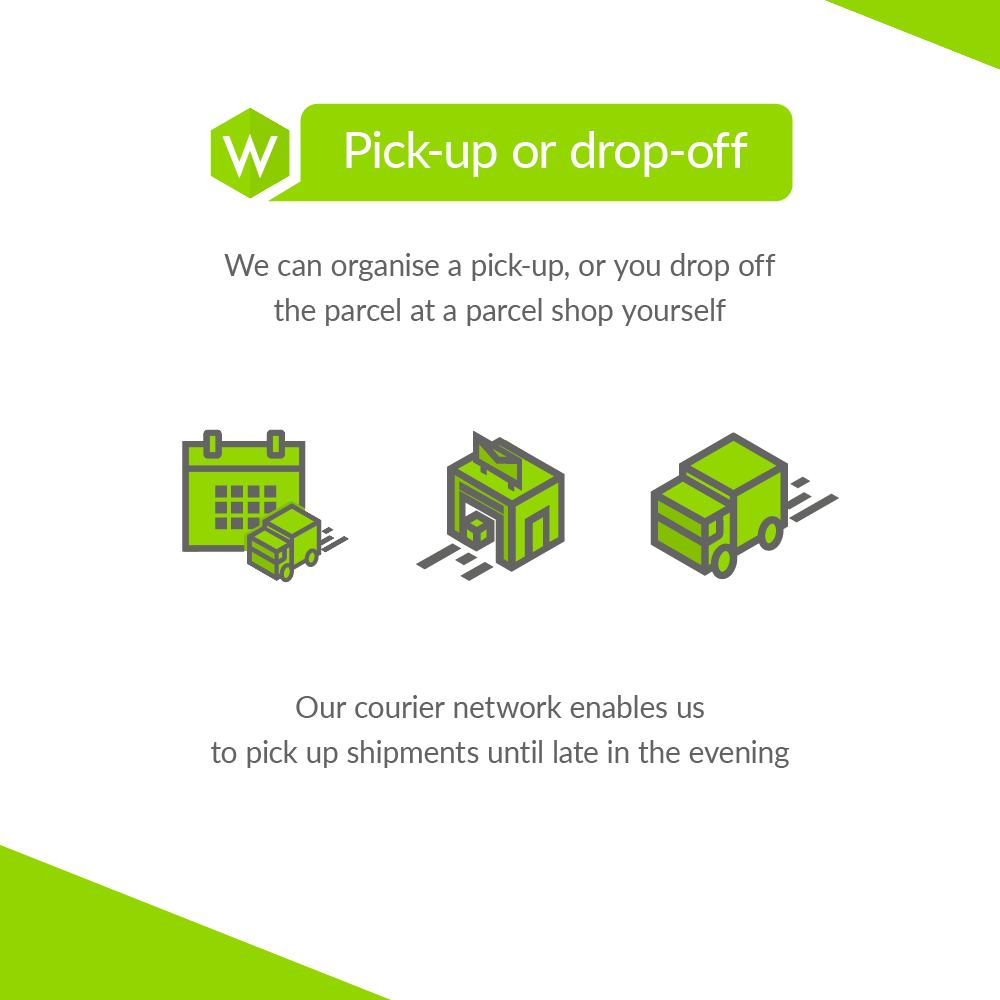 W
Pick-up or drop-off
We can organise a pick-up, or you drop off
the parcel at a parcel shop yourself
Our courier network enables us
to pick up shipments until late in the evening